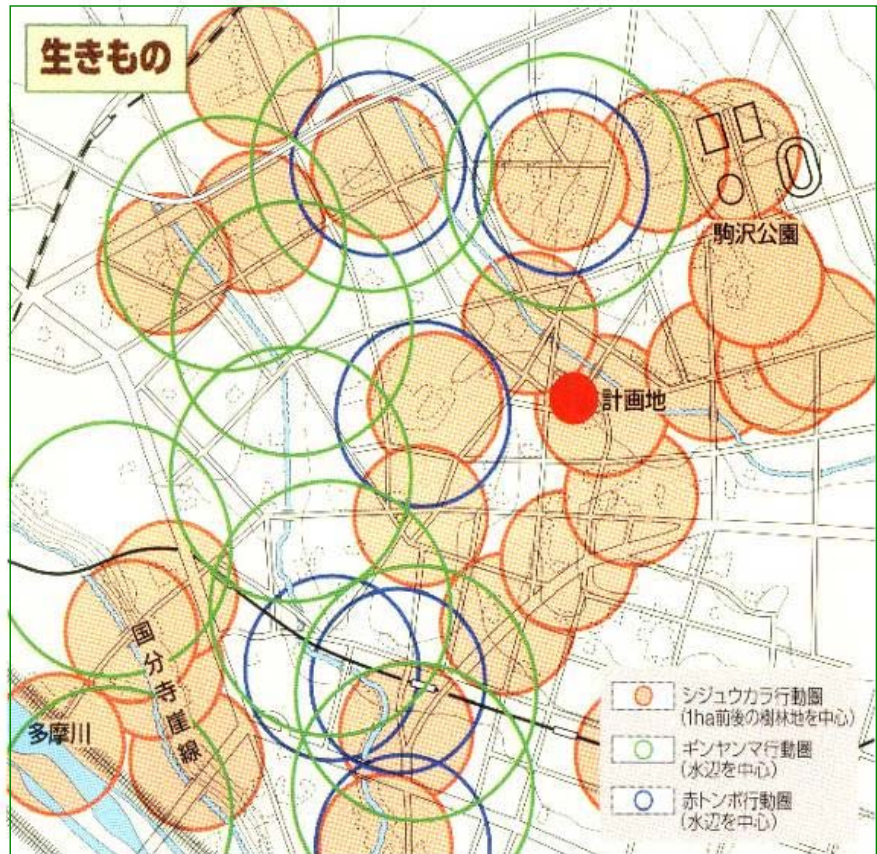 生きもの
駒沢公園
計画地
国分寺崖線
多摩川
シジュウカラ行動圏
(1ha前後の樹林地を中心)
ギンヤンマ行動圏
(水辺を中心)
赤トンボ行動圏
(水辺を中心)